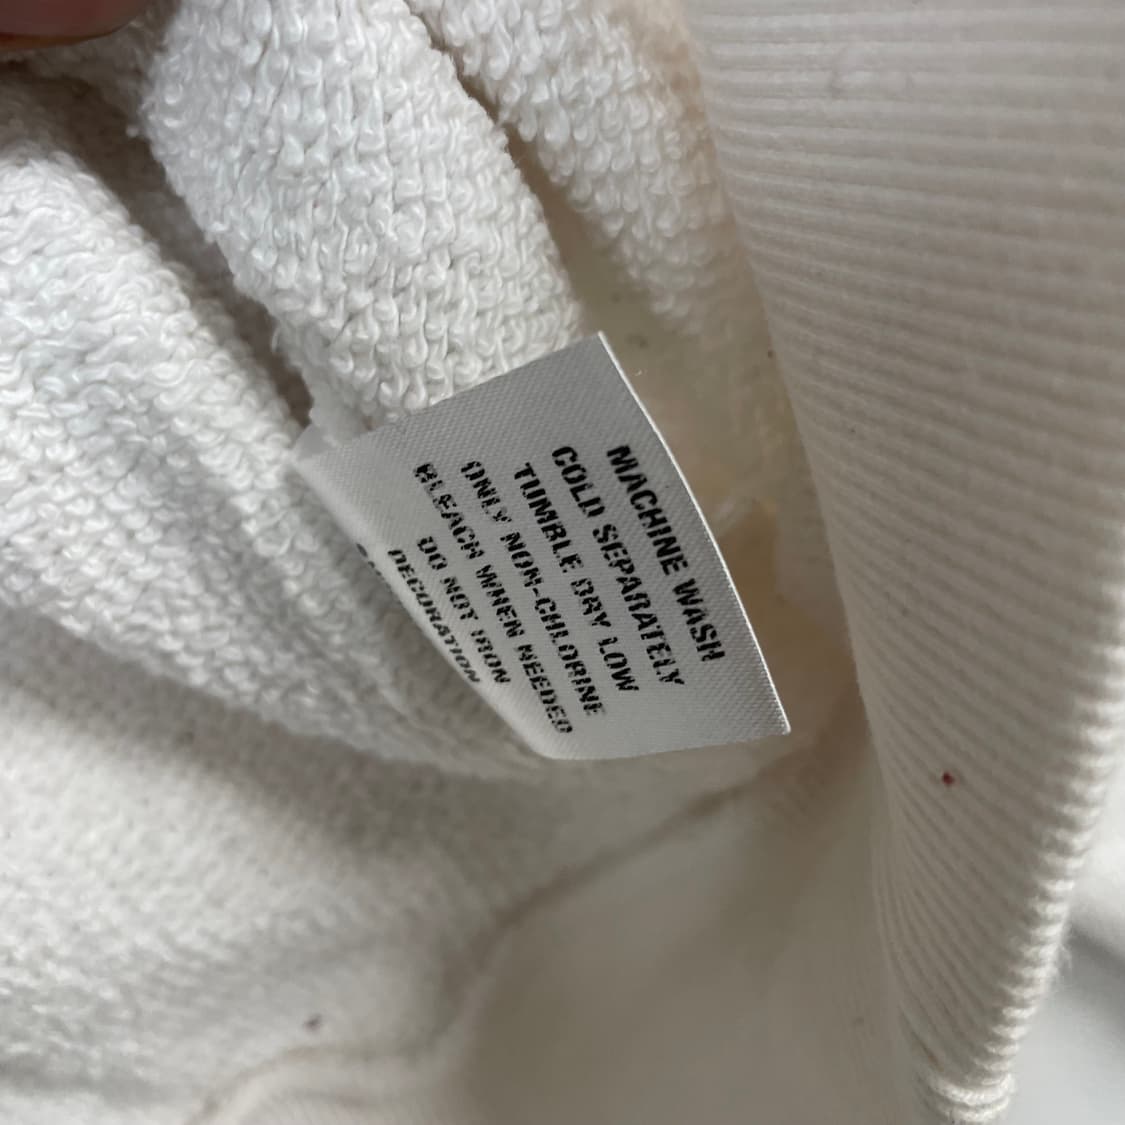 MACHINE WASH
COLD SEPARATELY
TUMBLE DRY LOW
ONLY NON-CHLORINE
BLEACH WHEN NEEDED
DO NOT IRON
DECORATION